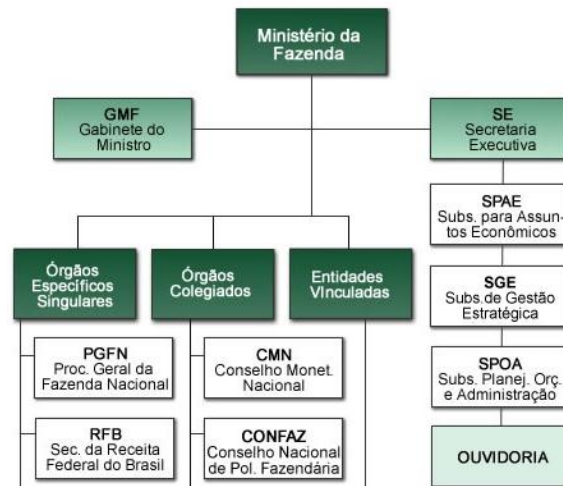 Ministério da
Fazenda
GMF
Gabinete do
Ministro
SE
Secretaria
Executiva
SPAE
Subs. para Assun-
tos Econômicos
SGE
Subs.de Gestão
Estratégica
SPOA
Subs. Planej. Orç.
e Administração
OUVIDORIA
Órgãos
Específicos
Singulares
PGFN
Proc. Geral da
Fazenda Nacional
RFB
Sec. da Receita
Federal do Brasil
Órgãos
Colegiados
CMN
Conselho Monet.
Nacional
CONFAZ
Conselho Nacional
de Pol. Fazendária
Entidades
VInculadas